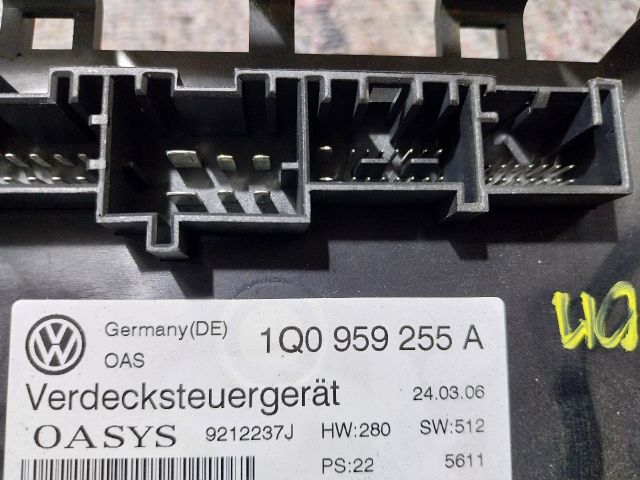 Germany(DE) 1Q0 959 255 A
OAS
Verdecksteuergerät 24.03.06
OASYS 9212237J HW:280 SW:512
PS:22 5611